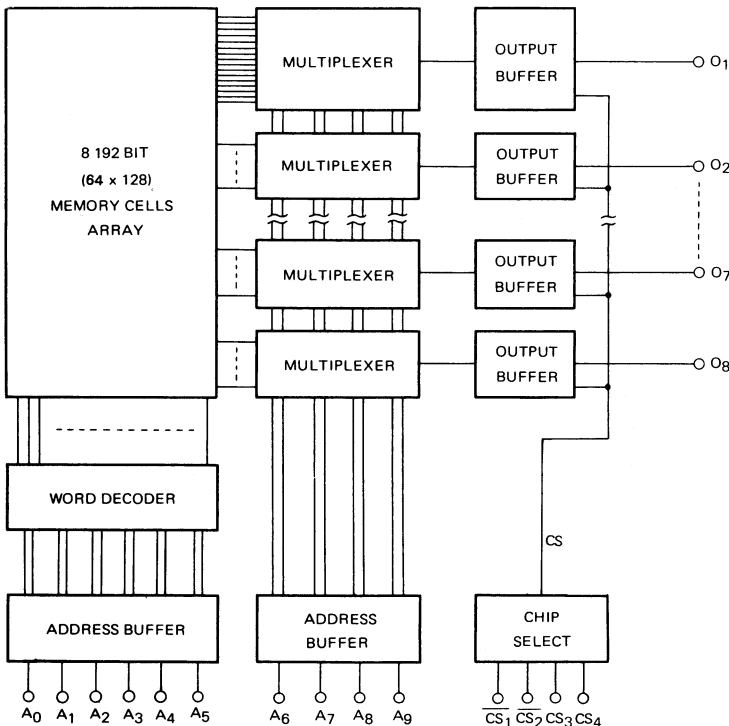 8 192 BIT
(64 x 128)
MEMORY CELLS
ARRAY
MULTIPLEXER
OUTPUT
BUFFER
O1
MULTIPLEXER
OUTPUT
BUFFER
O2
MULTIPLEXER
OUTPUT
BUFFER
O7
MULTIPLEXER
OUTPUT
BUFFER
O8
WORD DECODER
CS
ADDRESS BUFFER
ADDRESS
BUFFER
CHIP
SELECT
A0 A1 A2 A3 A4 A5 A6 A7 A8 A9 C̅S̅1 C̅S̅2 CS3 CS4